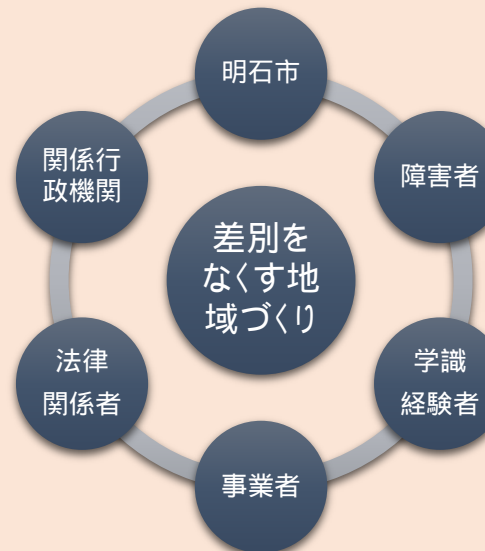 明石市
障害者
学識
経験者
事業者
法律
関係者
関係行
政機関
差別を
なくす地
域づくり